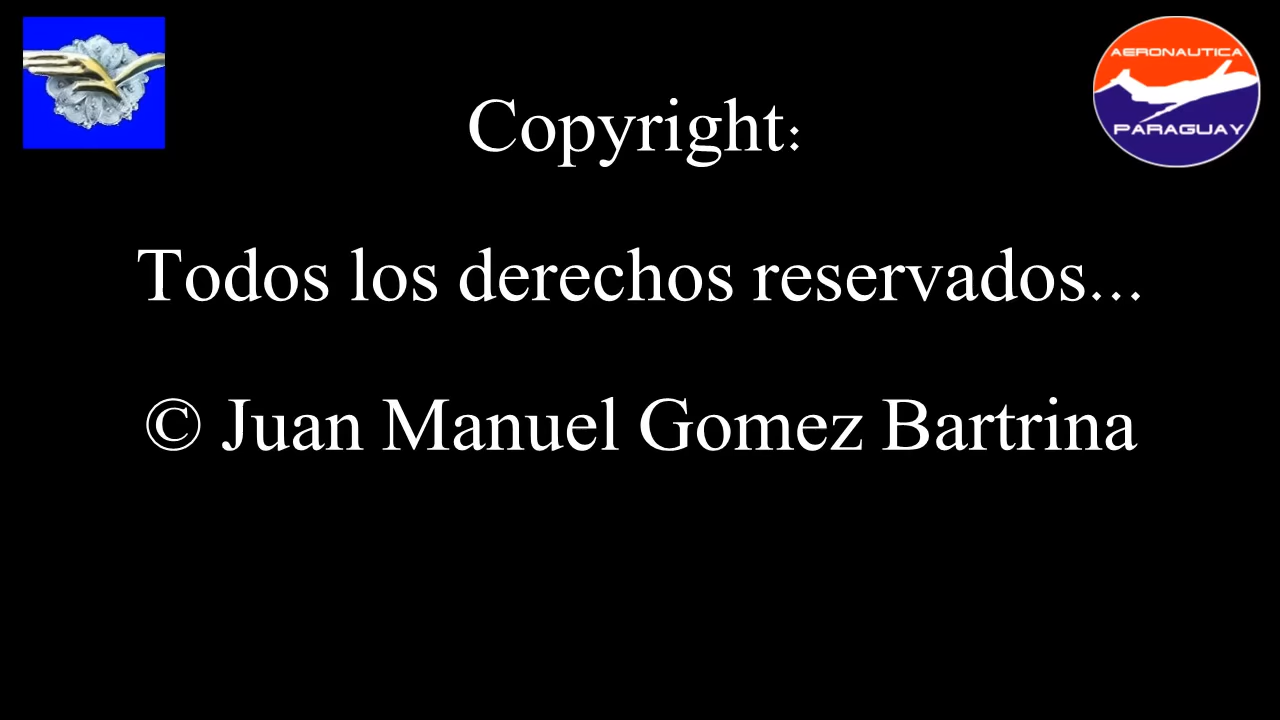 AERONAUTICA
PARAGUAY
Copyright:
Todos los derechos reservados...
© Juan Manuel Gomez Bartrina